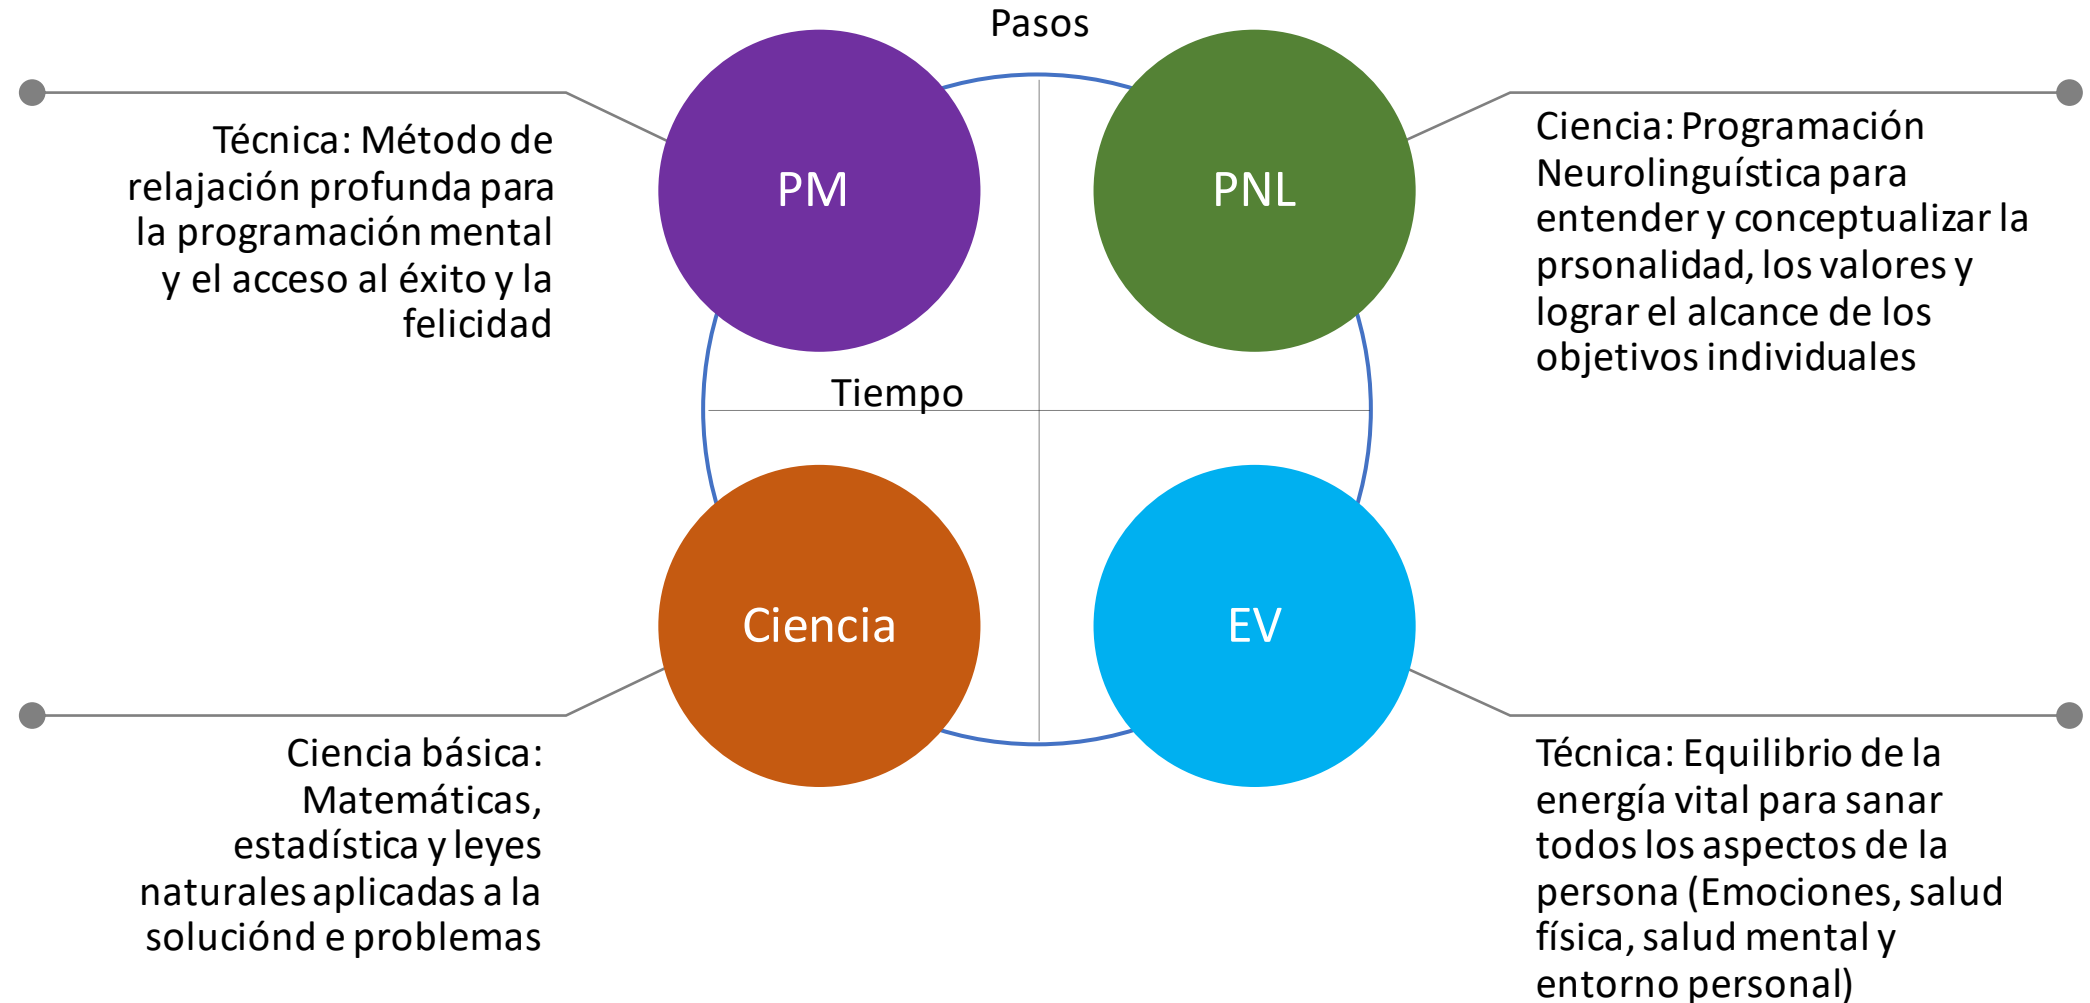 Pasos
PM
Técnica: Método de
relajación profunda para
la programación mental
y el acceso al éxito y la
felicidad
PNL
Ciencia: Programación
Neurolinguística para
entender y conceptualizar la
prsonalidad, los valores y
lograr el alcance de los
objetivos individuales
Tiempo
Ciencia
Ciencia básica:
Matemáticas,
estadística y leyes
naturales aplicadas a la
soluciónd e problemas
EV
Técnica: Equilibrio de la
energía vital para sanar
todos los aspectos de la
persona (Emociones, salud
física, salud mental y
entorno personal)